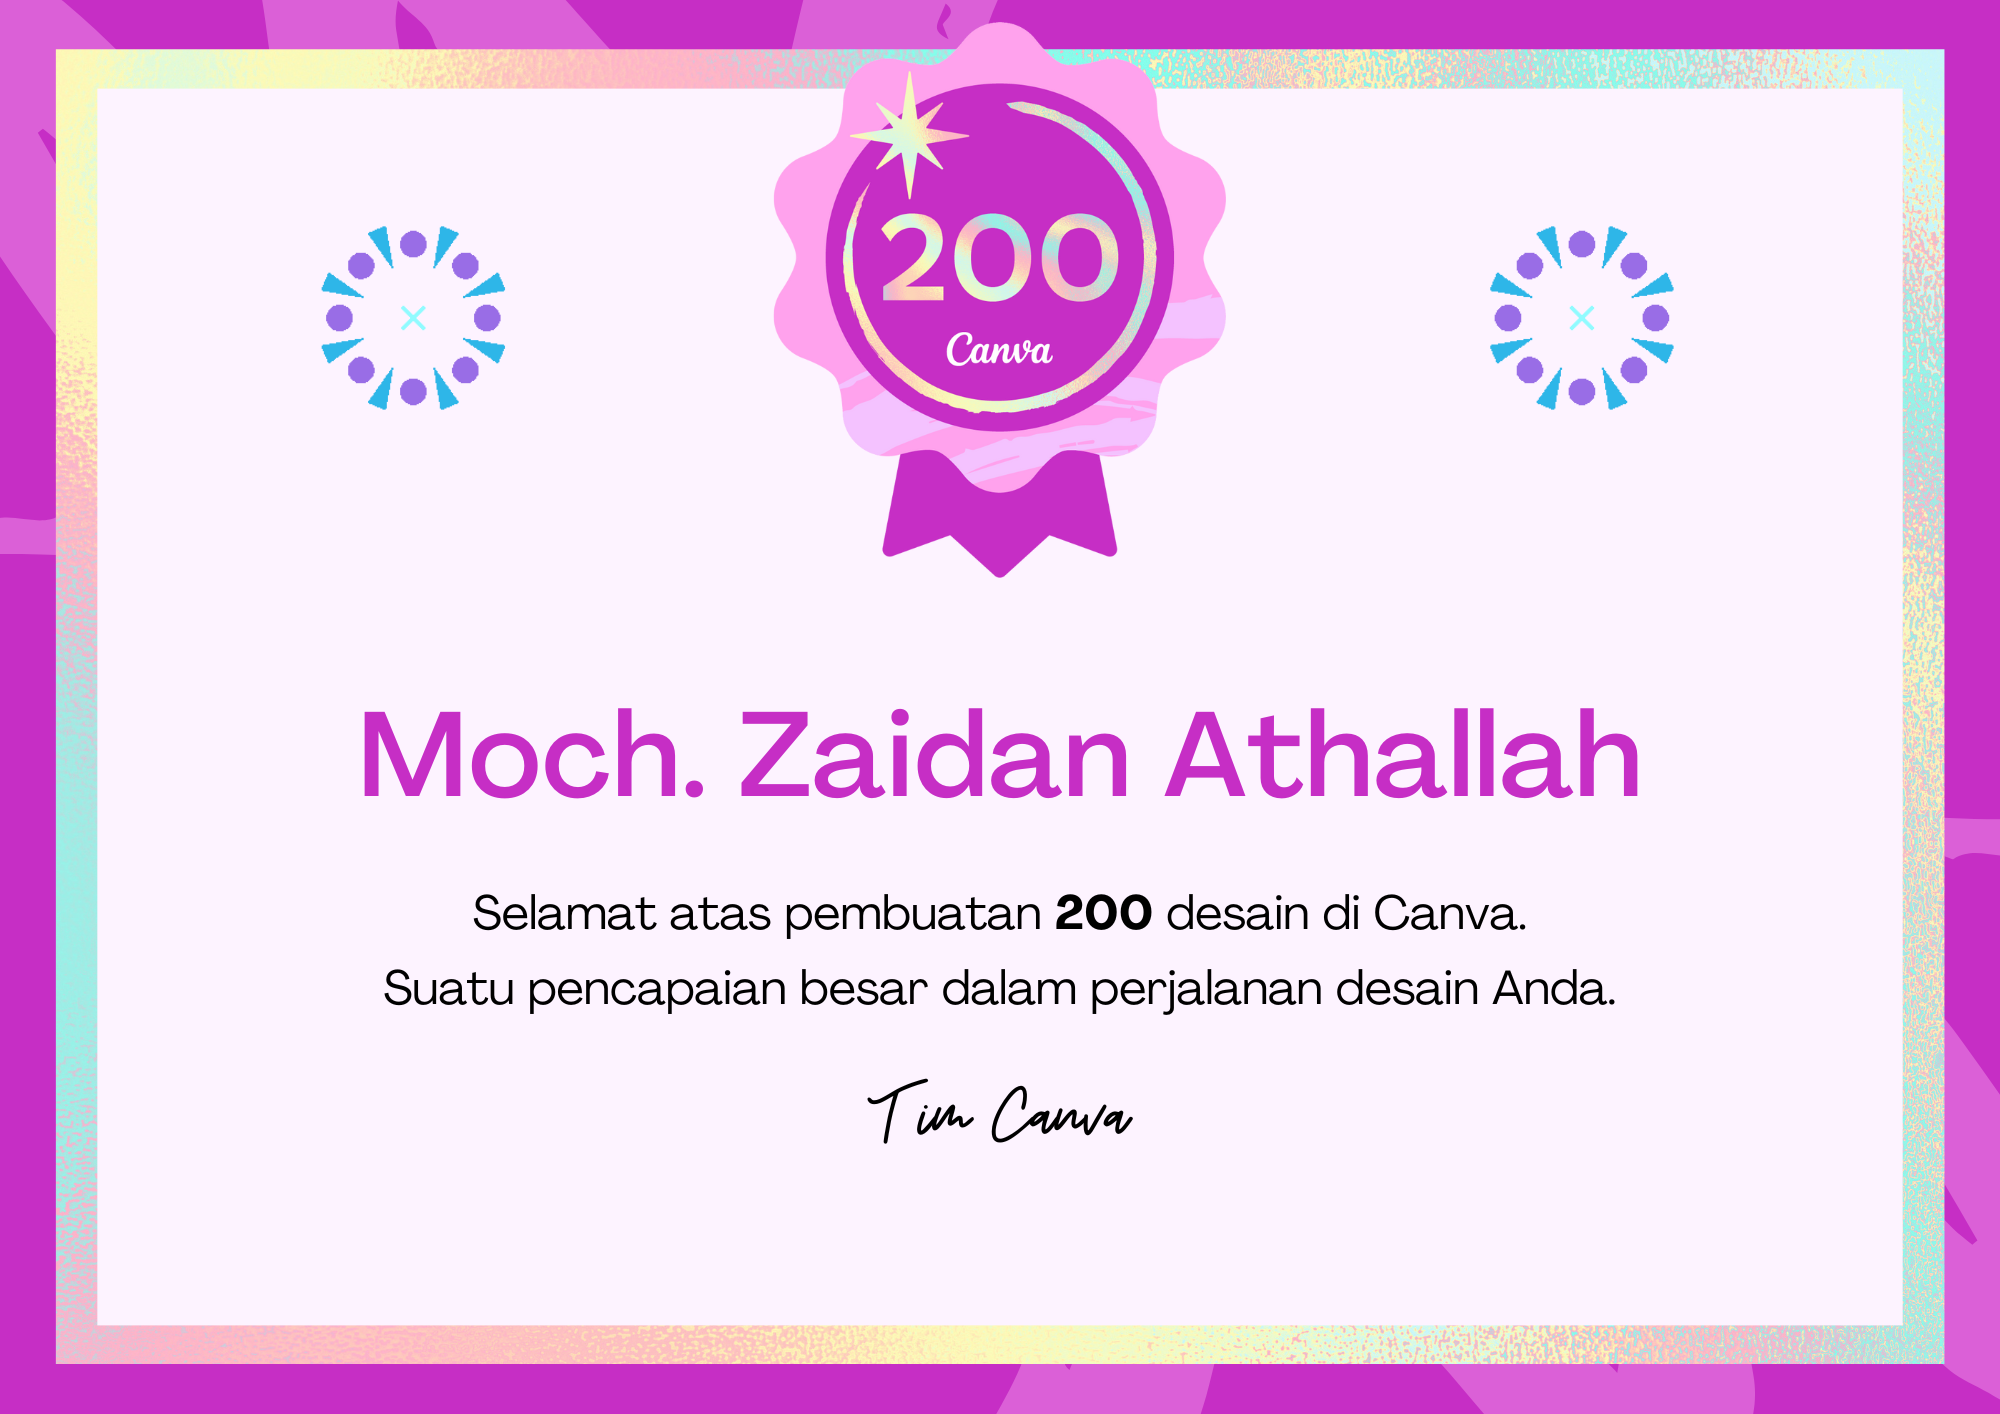 200
Canva
Moch. Zaidan Athallah
Selamat atas pembuatan 200 desain di Canva.
Suatu pencapaian besar dalam perjalanan desain Anda.
Tim Canva